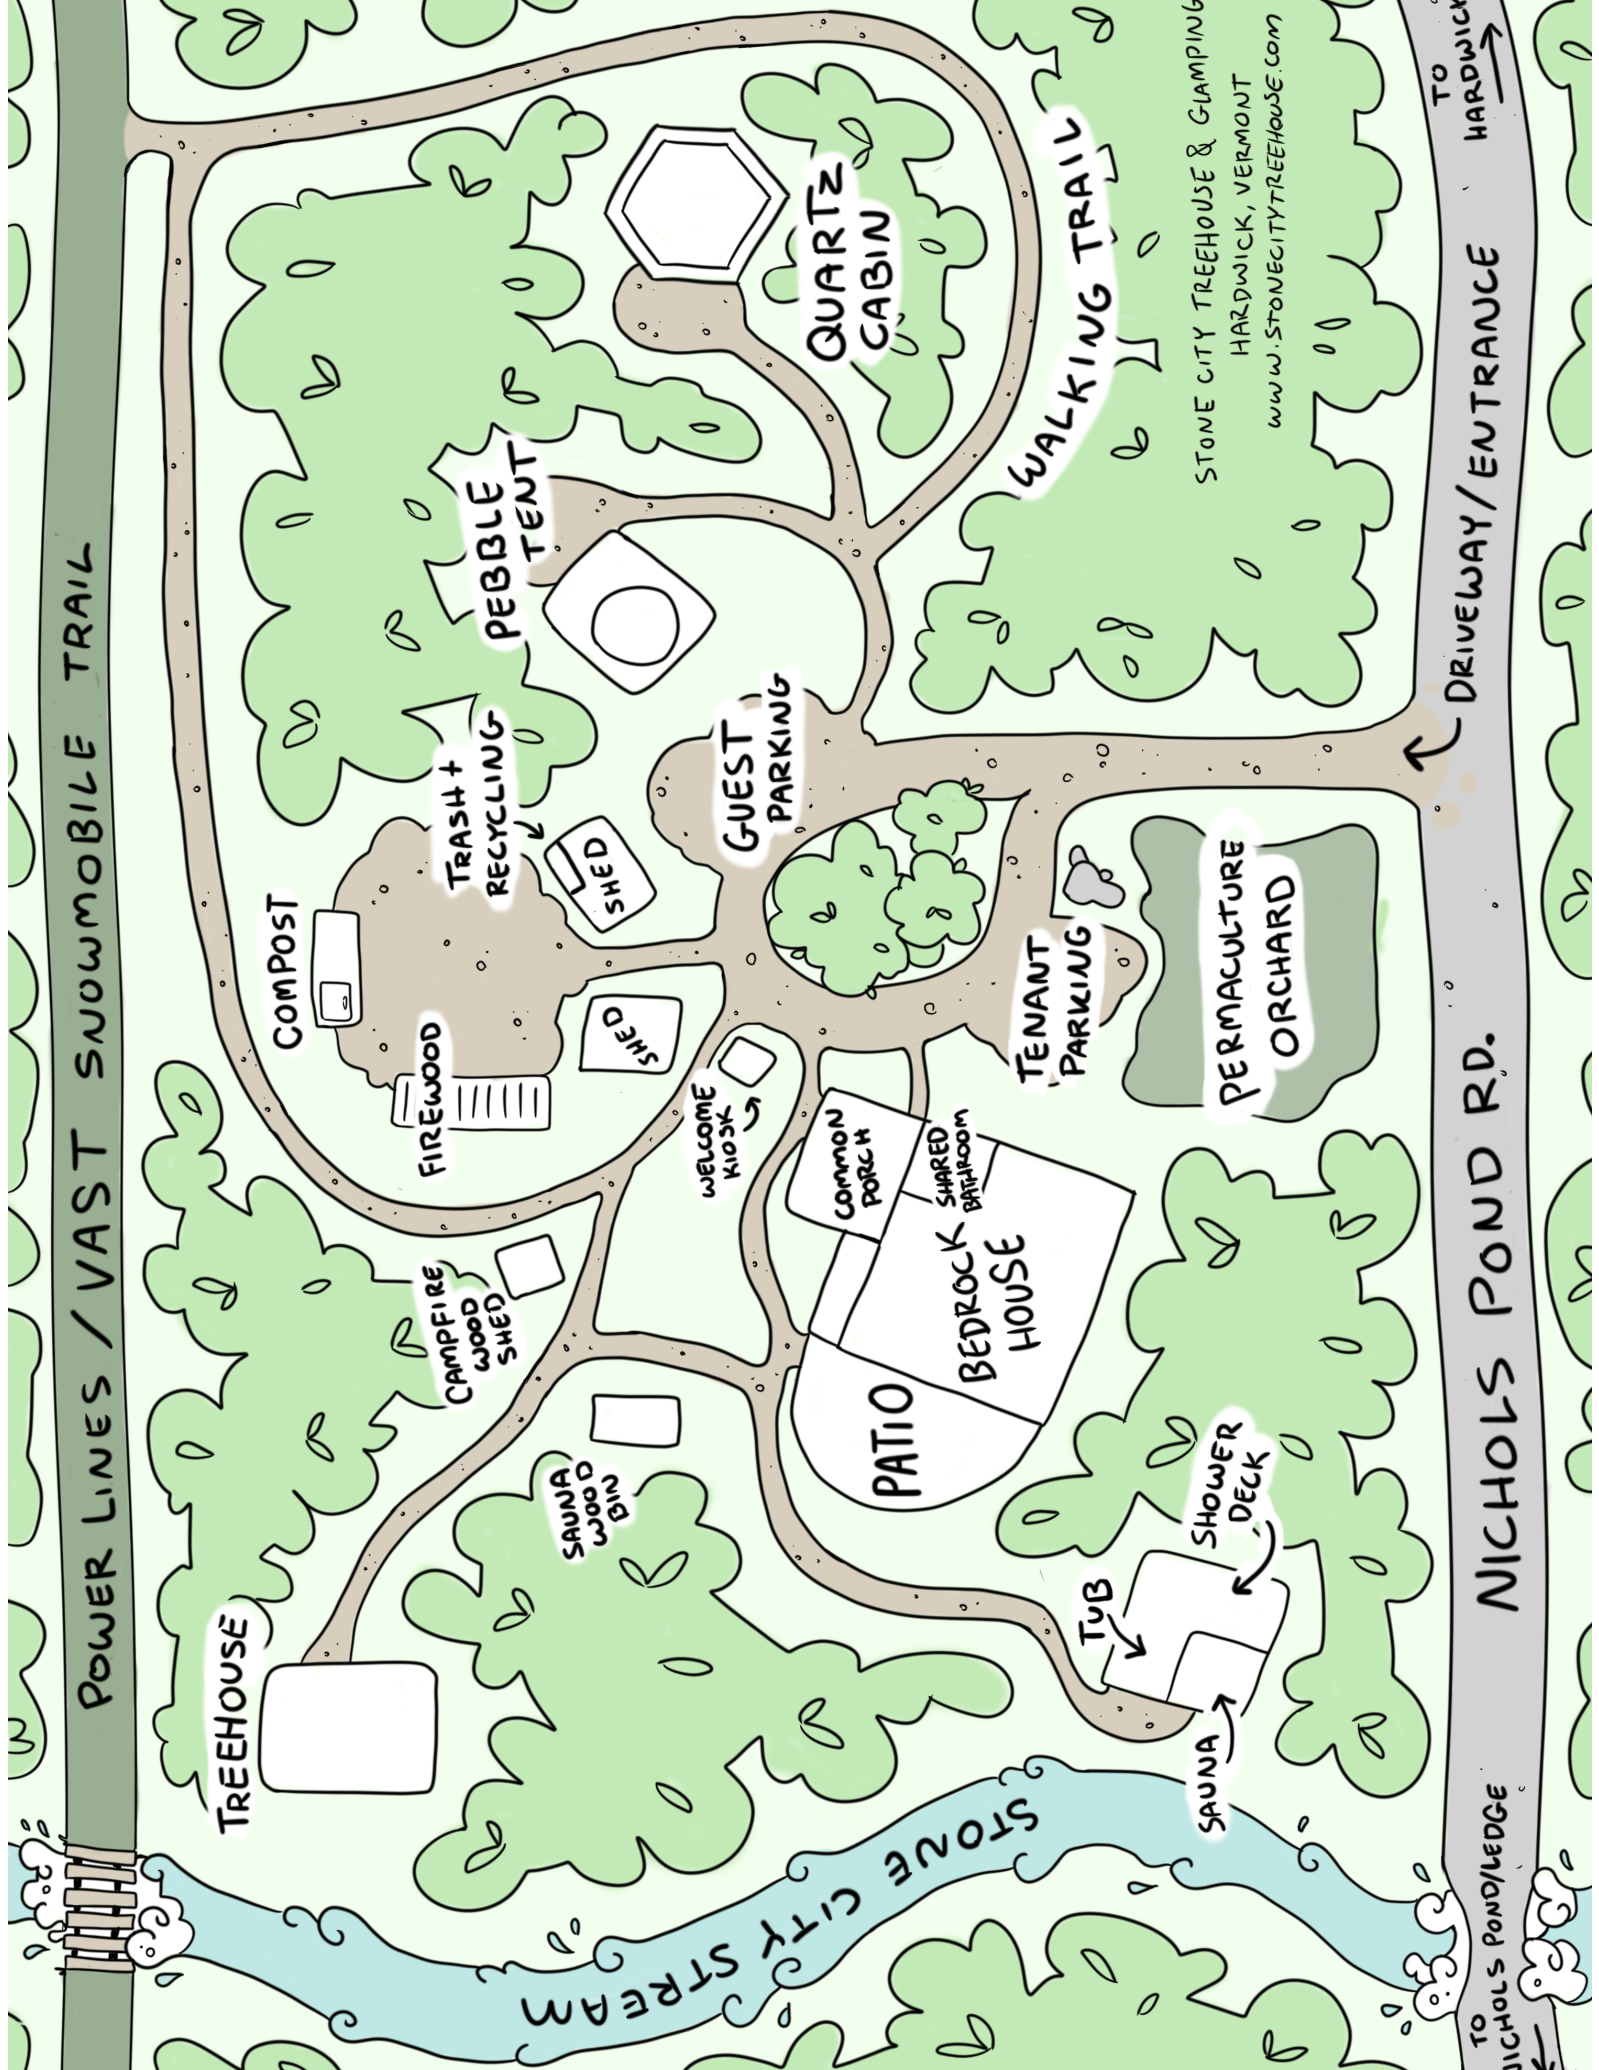 POWER LINES / VAST SNOWMOBILE TRAIL
TREEHOUSE
COMPOST
FIREWOOD
TRASH +
RECYCLING
SHED
SHED
PEBBLE
TENT
QUARTZ
CABIN
WALKING TRAIL
GUEST
PARKING
WELCOME
KIOSK
CAMPFIRE
WOOD
SHED
SAUNA
WOOD
BIN
COMMON
PORCH
SHARED
BATHROOM
BEDROCK
HOUSE
PATIO
TENANT
PARKING
PERMACULTURE
ORCHARD
TUB
SHOWER
DECK
SAUNA
STONE CITY STREAM
STONE CITY TREEHOUSE & GLAMPING
HARDWICK, VERMONT
WWW.STONECITYTREEHOUSE.COM
DRIVEWAY/ENTRANCE
NICHOLS POND RD.
TO
HARDWICK
TO
NICHOLS POND/LEDGE